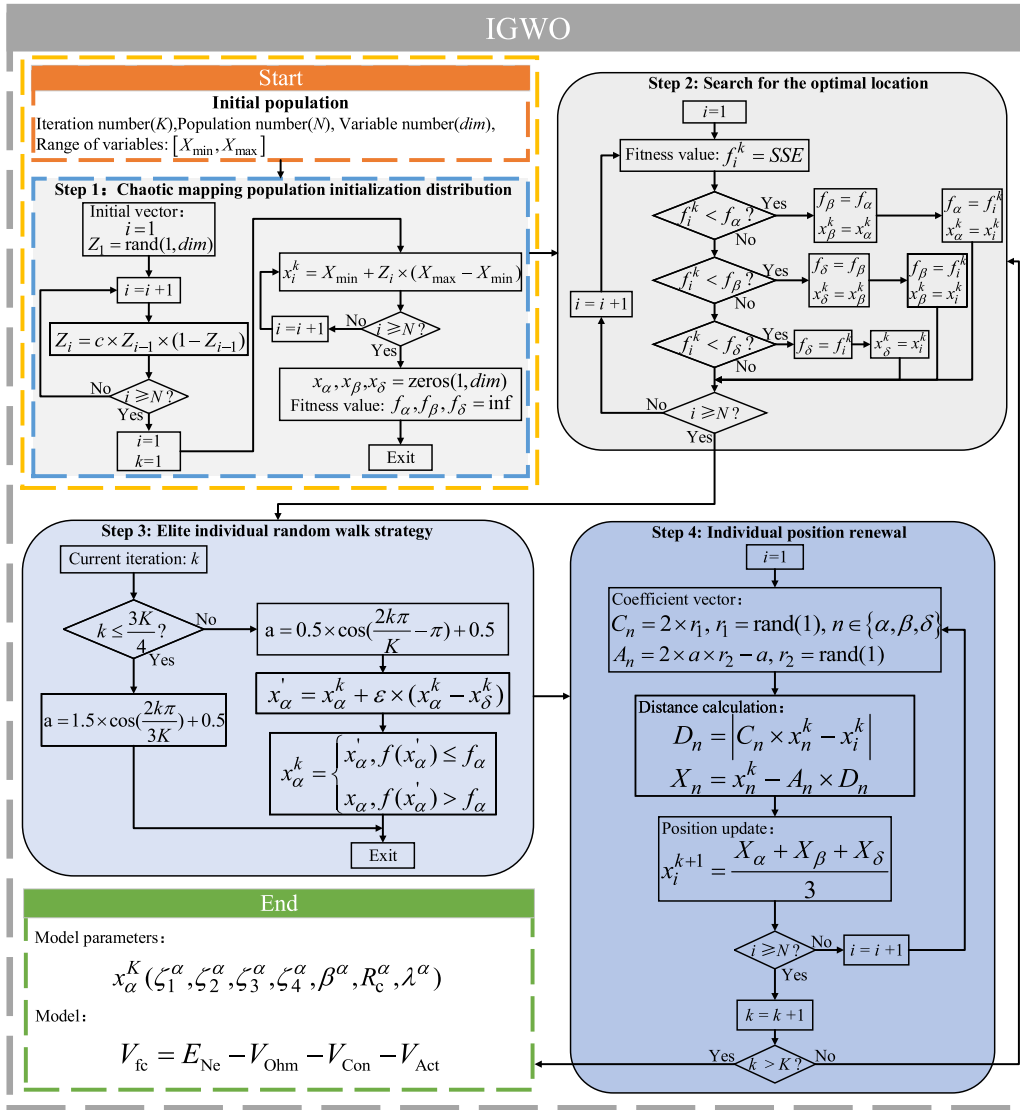 IGWO
Start
Initial population
Iteration number(K),Population number(N), Variable number(dim),
Range of variables: [X_min, X_max]
Step 1：Chaotic mapping population initialization distribution
Initial vector：
i=1
Z_1 = rand(1,dim)
i=i+1
Z_i = c × Z_{i-1} × (1 − Z_{i-1})
No
i ≥ N?
Yes
i=1
k=1
x_i^k = X_min + Z_i × (X_max − X_min)
i=i+1
No
i ≥ N?
Yes
x_α, x_β, x_δ = zeros(1,dim)
Fitness value: f_α, f_β, f_δ = inf
Exit
Step 2: Search for the optimal location
i=1
Fitness value: f_i^k = SSE
f_i^k < f_α?
Yes
f_β = f_α
x_β^k = x_α^k
f_α = f_i^k
x_α^k = x_i^k
No
f_i^k < f_β?
Yes
f_δ = f_β
x_δ^k = x_β^k
f_β = f_i^k
x_β^k = x_i^k
i=i+1
No
f_i^k < f_δ?
Yes
f_δ = f_i^k
x_δ^k = x_i^k
No
i ≥ N?
Yes
Step 3: Elite individual random walk strategy
Current iteration: k
k ≤ 3K/4?
No
Yes
a = 0.5 × cos(2kπ/K − π) + 0.5
x_α^' = x_α^k + ε × (x_α^k − x_δ^k)
a = 1.5 × cos(2kπ/3K) + 0.5
x_α^k = { x_α^', f(x_α^') ≤ f_α
x_α, f(x_α^') > f_α
Exit
Step 4: Individual position renewal
i=1
Coefficient vector：
C_n = 2 × r_1, r_1 = rand(1), n ∈ {α, β, δ}
A_n = 2 × a × r_2 − a, r_2 = rand(1)
Distance calculation：
D_n = |C_n × x_n^k − x_i^k|
X_n = x_n^k − A_n × D_n
Position update：
x_i^{k+1} = (X_α + X_β + X_δ)/3
i ≥ N?
No
i=i+1
Yes
k = k+1
Yes
k > K?
No
End
Model parameters：
x_α^K (ζ_1^α, ζ_2^α, ζ_3^α, ζ_4^α, β^α, R_c^α, λ^α)
Model：
V_fc = E_Ne − V_Ohm − V_Con − V_Act